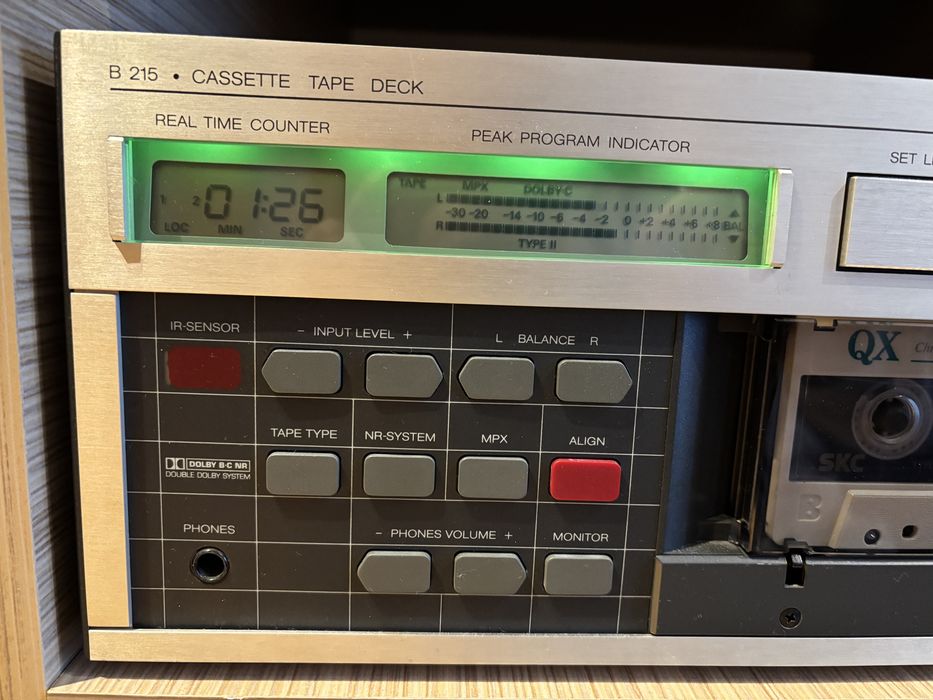 B 215 • CASSETTE TAPE DECK
REAL TIME COUNTER
PEAK PROGRAM INDICATOR
SET
1 2 01:26
LOC MIN SEC
TAPE MPX DOLBY-C
L
-30 -20 -14 -10 -6 -4 -2 0 +2 +4 +6 +8 BAL
R
TYPE II
IR-SENSOR
- INPUT LEVEL +
L BALANCE R
QX
TAPE TYPE
NR-SYSTEM
MPX
ALIGN
DOLBY B·C NR
DOUBLE DOLBY SYSTEM
SKC
B
PHONES
- PHONES VOLUME +
MONITOR